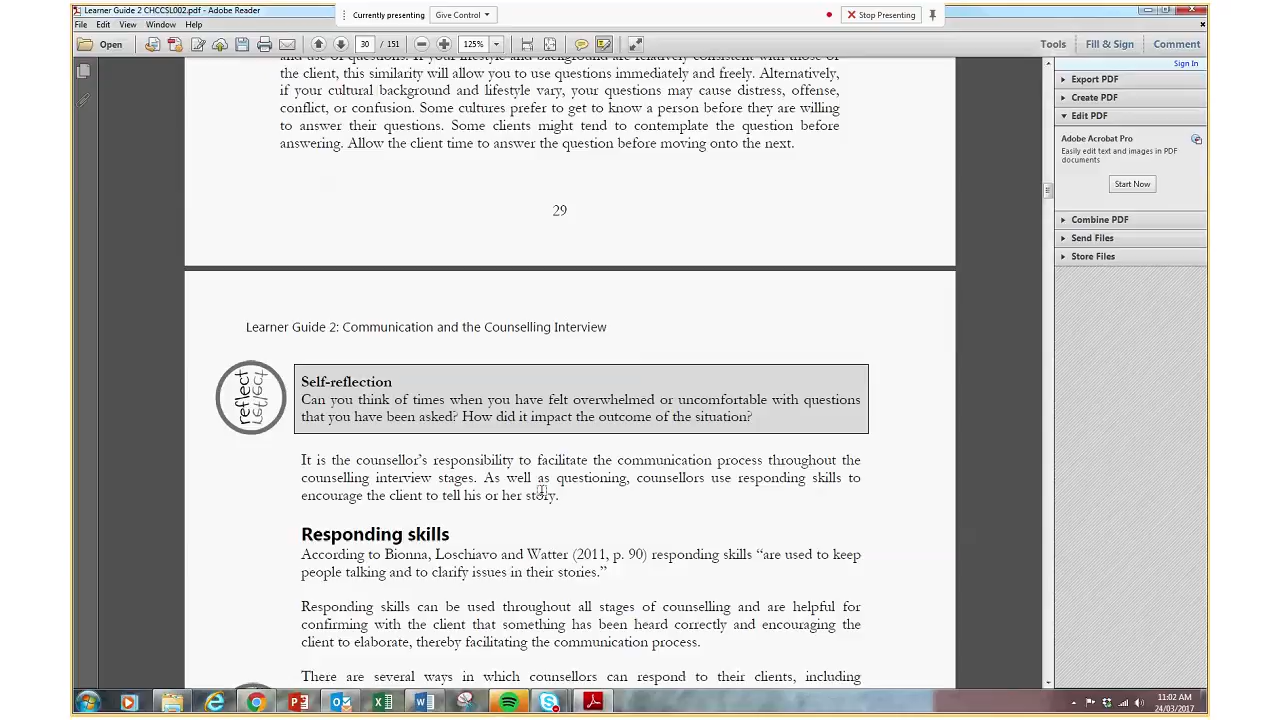 Learner Guide 2 CHCCSL002.pdf - Adobe Reader
Currently presenting Give Control
Stop Presenting
File Edit View Window Help
Open 30 / 151 125% Tools Fill & Sign Comment
Sign In
Export PDF
Create PDF
Edit PDF
Adobe Acrobat Pro
Easily edit text and images in PDF
documents
Start Now
Combine PDF
Send Files
Store Files
and use of questions. If your lifestyle and background are relatively consistent with those of
the client, this similarity will allow you to use questions immediately and freely. Alternatively,
if your cultural background and lifestyle vary, your questions may cause distress, offense,
conflict, or confusion. Some cultures prefer to get to know a person before they are willing
to answer their questions. Some clients might tend to contemplate the question before
answering. Allow the client time to answer the question before moving onto the next.
29
Learner Guide 2: Communication and the Counselling Interview
reflect
reflect
Self-reflection
Can you think of times when you have felt overwhelmed or uncomfortable with questions
that you have been asked? How did it impact the outcome of the situation?
It is the counsellor's responsibility to facilitate the communication process throughout the
counselling interview stages. As well as questioning, counsellors use responding skills to
encourage the client to tell his or her story.
Responding skills
According to Bionna, Loschiavo and Watter (2011, p. 90) responding skills “are used to keep
people talking and to clarify issues in their stories.”
Responding skills can be used throughout all stages of counselling and are helpful for
confirming with the client that something has been heard correctly and encouraging the
client to elaborate, thereby facilitating the communication process.
There are several ways in which counsellors can respond to their clients, including
11:02 AM
24/03/2017